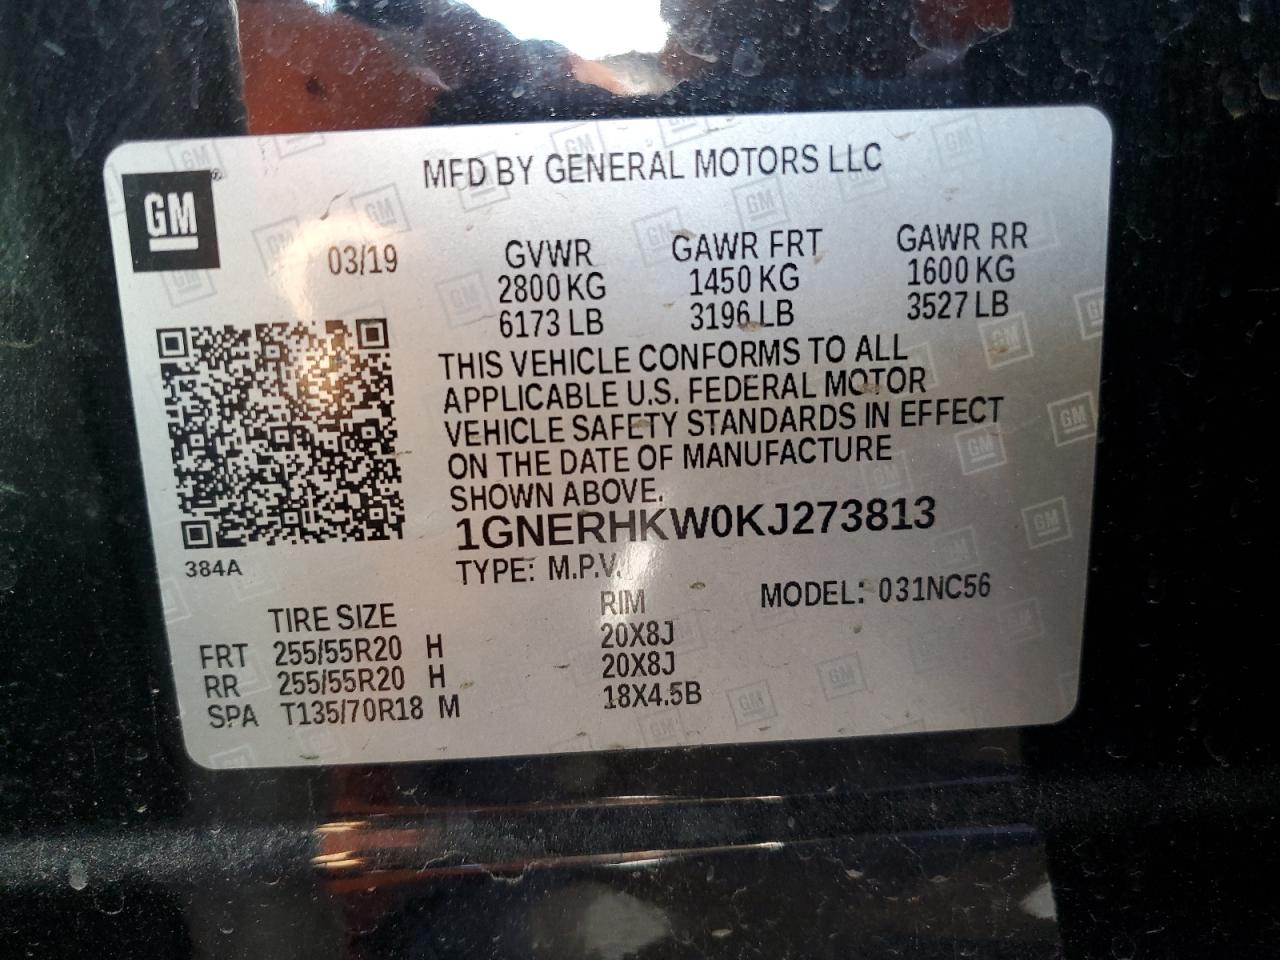 MFD BY GENERAL MOTORS LLC
GM
03/19
GVWR GAWR FRT GAWR RR
2800 KG 1450 KG 1600 KG
6173 LB 3196 LB 3527 LB
THIS VEHICLE CONFORMS TO ALL
APPLICABLE U.S. FEDERAL MOTOR
VEHICLE SAFETY STANDARDS IN EFFECT
ON THE DATE OF MANUFACTURE
SHOWN ABOVE.
1GNERHKW0KJ273813
384A
TYPE: M.P.V. MODEL: 031NC56
TIRE SIZE RIM
FRT 255/55R20 H 20X8J
RR 255/55R20 H 20X8J
SPA T135/70R18 M 18X4.5B